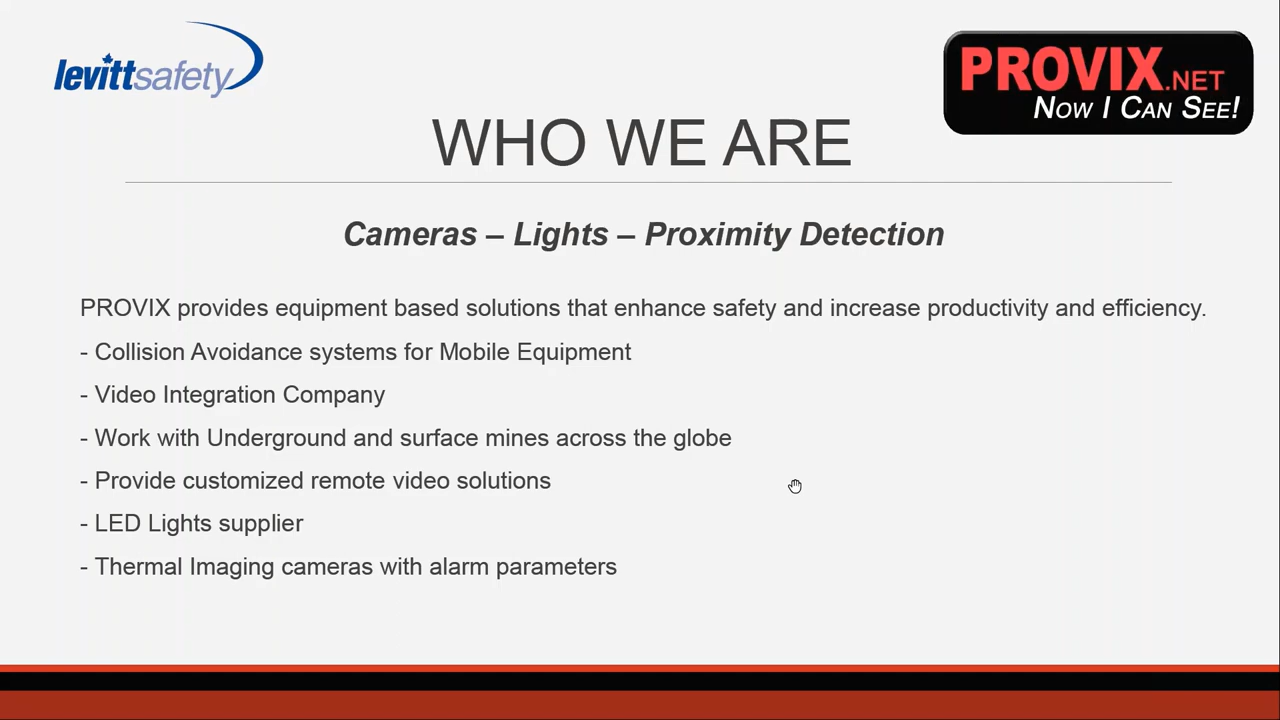 levittsafety
PROVIX.NET
NOW I CAN SEE!
WHO WE ARE
Cameras – Lights – Proximity Detection
PROVIX provides equipment based solutions that enhance safety and increase productivity and efficiency.
- Collision Avoidance systems for Mobile Equipment
- Video Integration Company
- Work with Underground and surface mines across the globe
- Provide customized remote video solutions
- LED Lights supplier
- Thermal Imaging cameras with alarm parameters